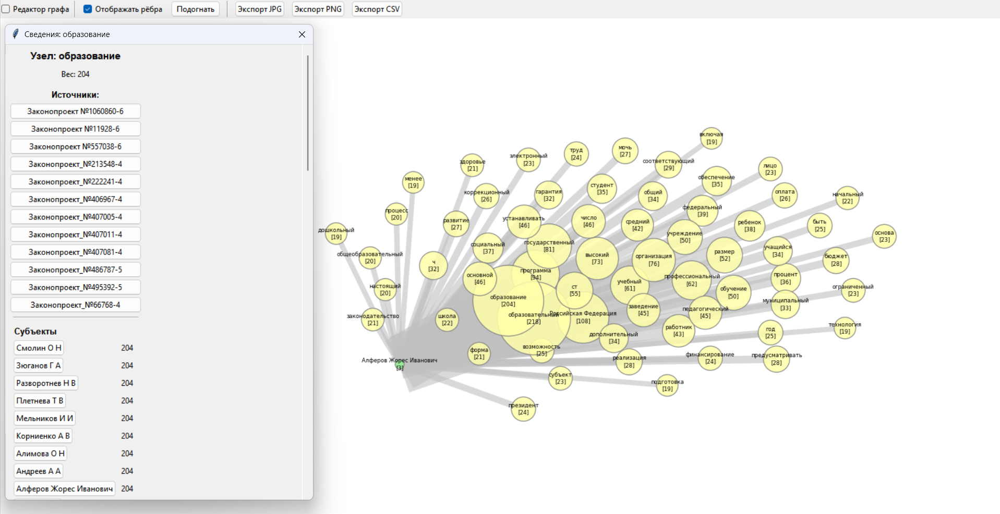 Редактор графа
Отображать рёбра
Подогнать
Экспорт JPG
Экспорт PNG
Экспорт CSV
Сведения: образование
Узел: образование
Вес: 204
Источники:
Законопроект №1060860-6
Законопроект №11928-6
Законопроект №557038-6
Законопроект_№213548-4
Законопроект_№222241-4
Законопроект_№406967-4
Законопроект_№407005-4
Законопроект_№407011-4
Законопроект_№407081-4
Законопроект_№486787-5
Законопроект_№495392-5
Законопроект_№66768-4
Субъекты
Смолин О Н 204
Зюганов Г А 204
Разворотнев Н В 204
Плетнева Т В 204
Мельников И И 204
Корниенко А В 204
Алимова О Н 204
Андреев А А 204
Алферов Жорес Иванович 204
включая
[19]
труд
[24]
мочь
[27]
электронный
[23]
здоровье
[21]
соответствующий
[29]
лицо
[23]
менее
[19]
обеспечение
[35]
студент
[35]
коррекционный
[26]
гарантия
[32]
общий
[34]
оплата
[26]
начальный
[22]
процесс
[20]
федеральный
[39]
развитие
[27]
устанавливать
[46]
число
[46]
средний
[42]
ребенок
[38]
быть
[25]
дошкольный
[19]
учреждение
[50]
основа
[23]
социальный
[37]
государственный
[81]
общеобразовательный
[20]
высокий
[73]
организация
[76]
размер
[52]
учащийся
[34]
бюджет
[28]
ч
[32]
основной
[46]
программа
[94]
профессиональный
[62]
процент
[36]
настоящий
[20]
ст
[55]
учебный
[61]
обучение
[50]
ограниченный
[23]
образование
[204]
муниципальный
[33]
заведение
[45]
педагогический
[45]
законодательство
[21]
школа
[22]
образовательный
[218]
Российская Федерация
[108]
технология
[19]
дополнительный
[34]
работник
[43]
год
[25]
форма
[21]
возможность
[25]
реализация
[28]
финансирование
[24]
предусматривать
[28]
Алферов Жорес Иванович
[3]
субъект
[23]
подготовка
[19]
президент
[24]